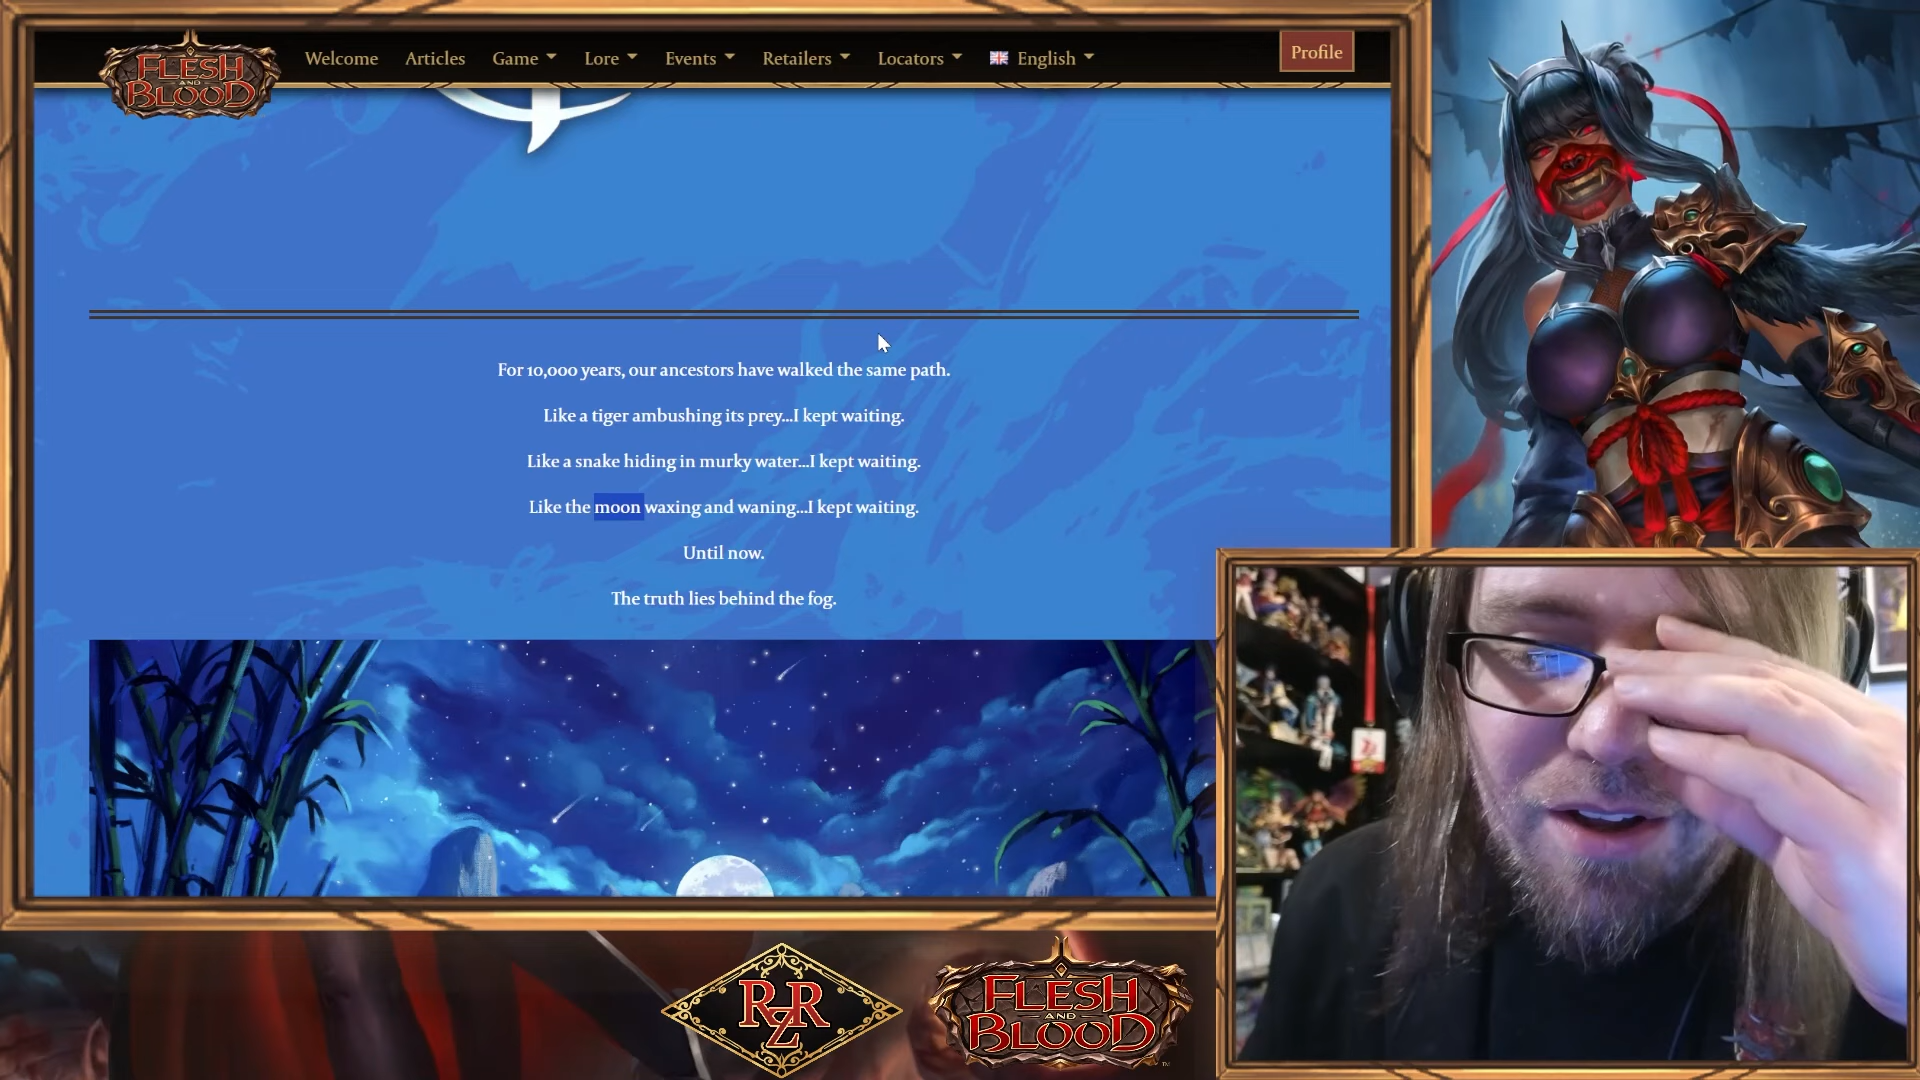 FLESH
AND
BLOOD
Welcome
Articles
Game
Lore
Events
Retailers
Locators
English
Profile
For 10,000 years, our ancestors have walked the same path.
Like a tiger ambushing its prey...I kept waiting.
Like a snake hiding in murky water...I kept waiting.
Like the moon waxing and waning...I kept waiting.
Until now.
The truth lies behind the fog.
RZR
FLESH
AND
BLOOD